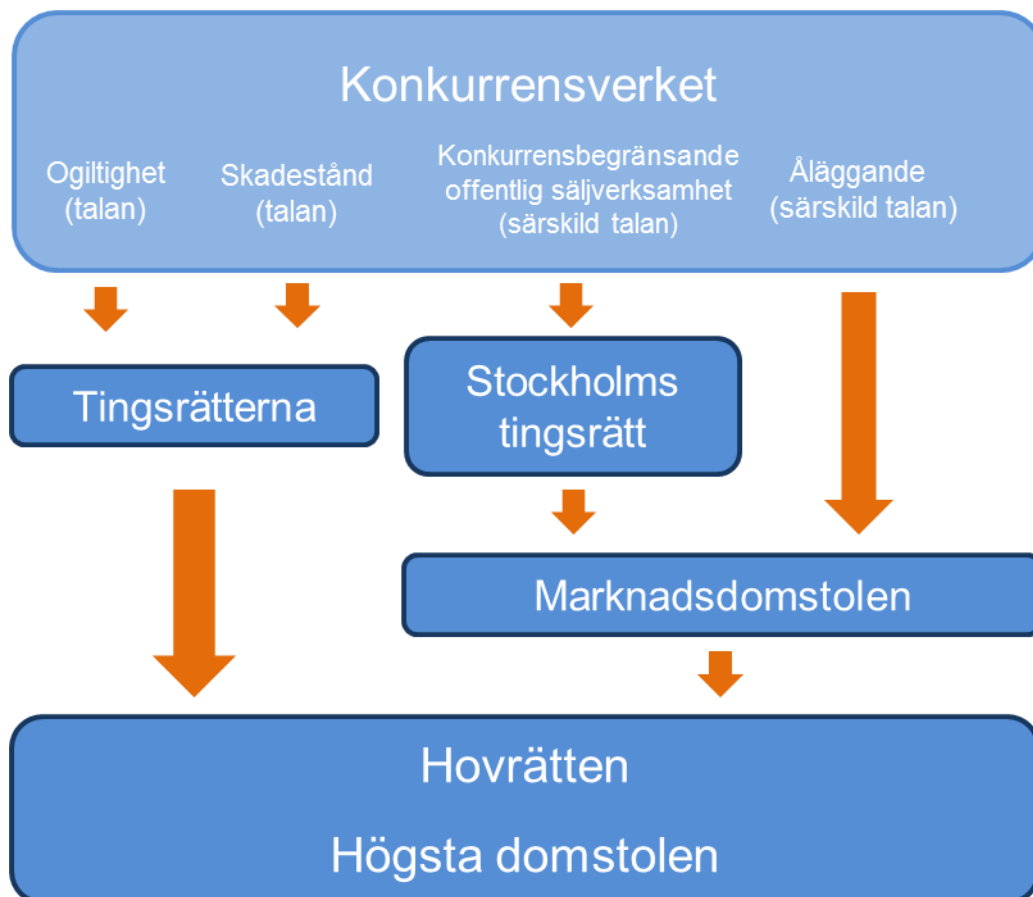 Konkurrensverket
Ogiltighet
(talan)
Skadestånd
(talan)
Konkurrensbegränsande
offentlig säljverksamhet
(särskild talan)
Åläggande
(särskild talan)
Tingsrätterna
Stockholms
tingsrätt
Marknadsdomstolen
Hovrätten
Högsta domstolen